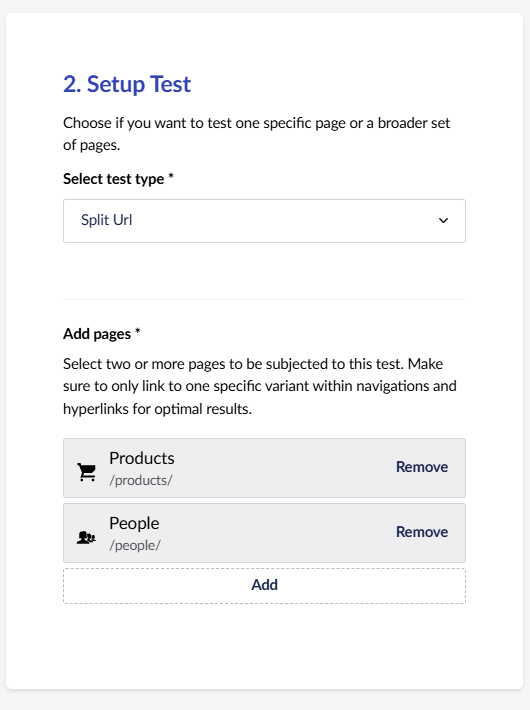 2. Setup Test
Choose if you want to test one specific page or a broader set
of pages.
Select test type *
Split Url
Add pages *
Select two or more pages to be subjected to this test. Make
sure to only link to one specific variant within navigations and
hyperlinks for optimal results.
Products
/products/
Remove
People
/people/
Remove
Add